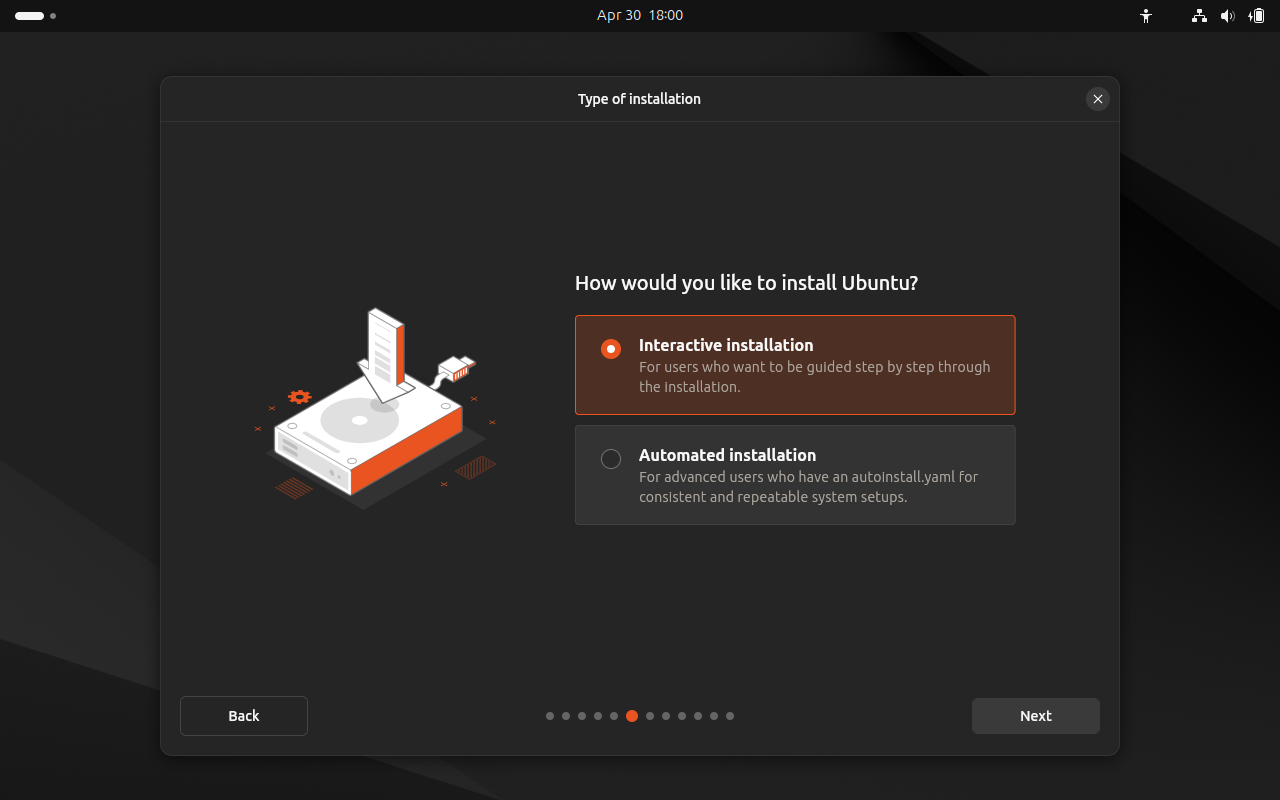 Apr 30 18:00
Type of installation
How would you like to install Ubuntu?
Interactive installation
For users who want to be guided step by step through
the installation.
Automated installation
For advanced users who have an autoinstall.yaml for
consistent and repeatable system setups.
Back
Next